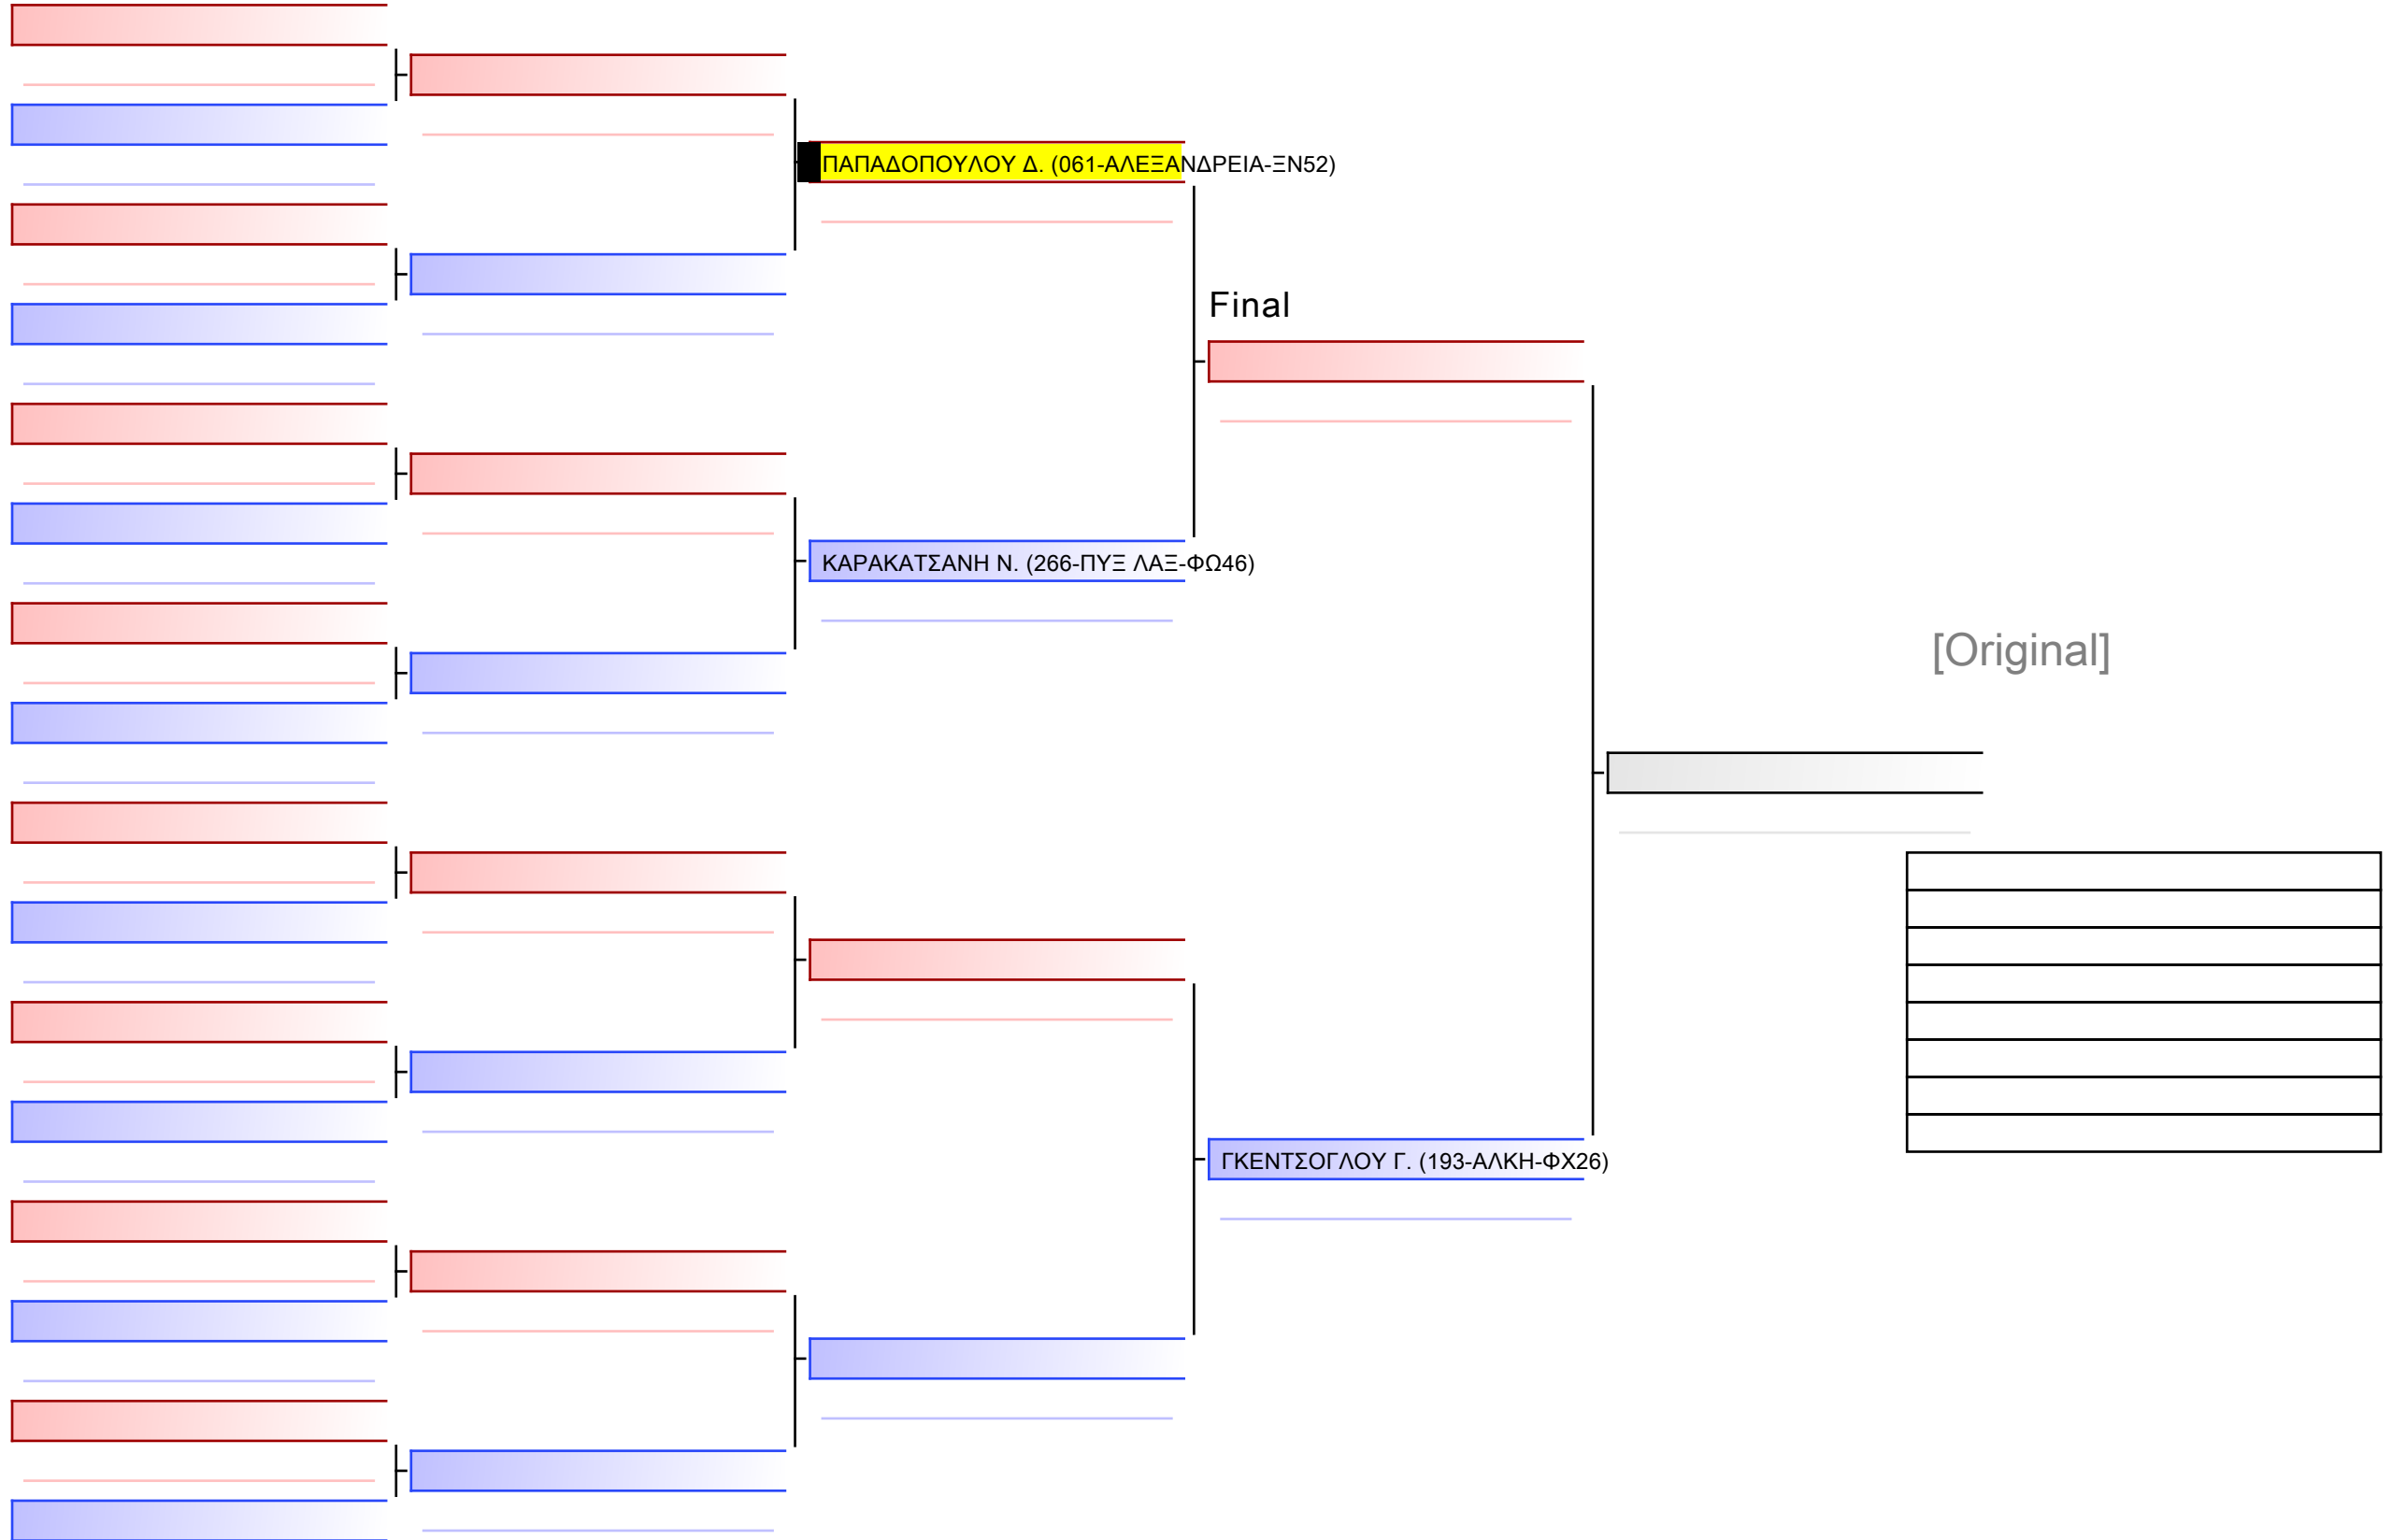 ΠΑΠΑΔΟΠΟΥΛΟΥ Δ. (061-ΑΛΕΞΑΝΔΡΕΙΑ-ΞΝ52)
Final
ΚΑΡΑΚΑΤΣΑΝΗ Ν. (266-ΠΥΞ ΛΑΞ-ΦΩ46)
[Original]
ΓΚΕΝΤΣΟΓΛΟΥ Γ. (193-ΑΛΚΗ-ΦΧ26)